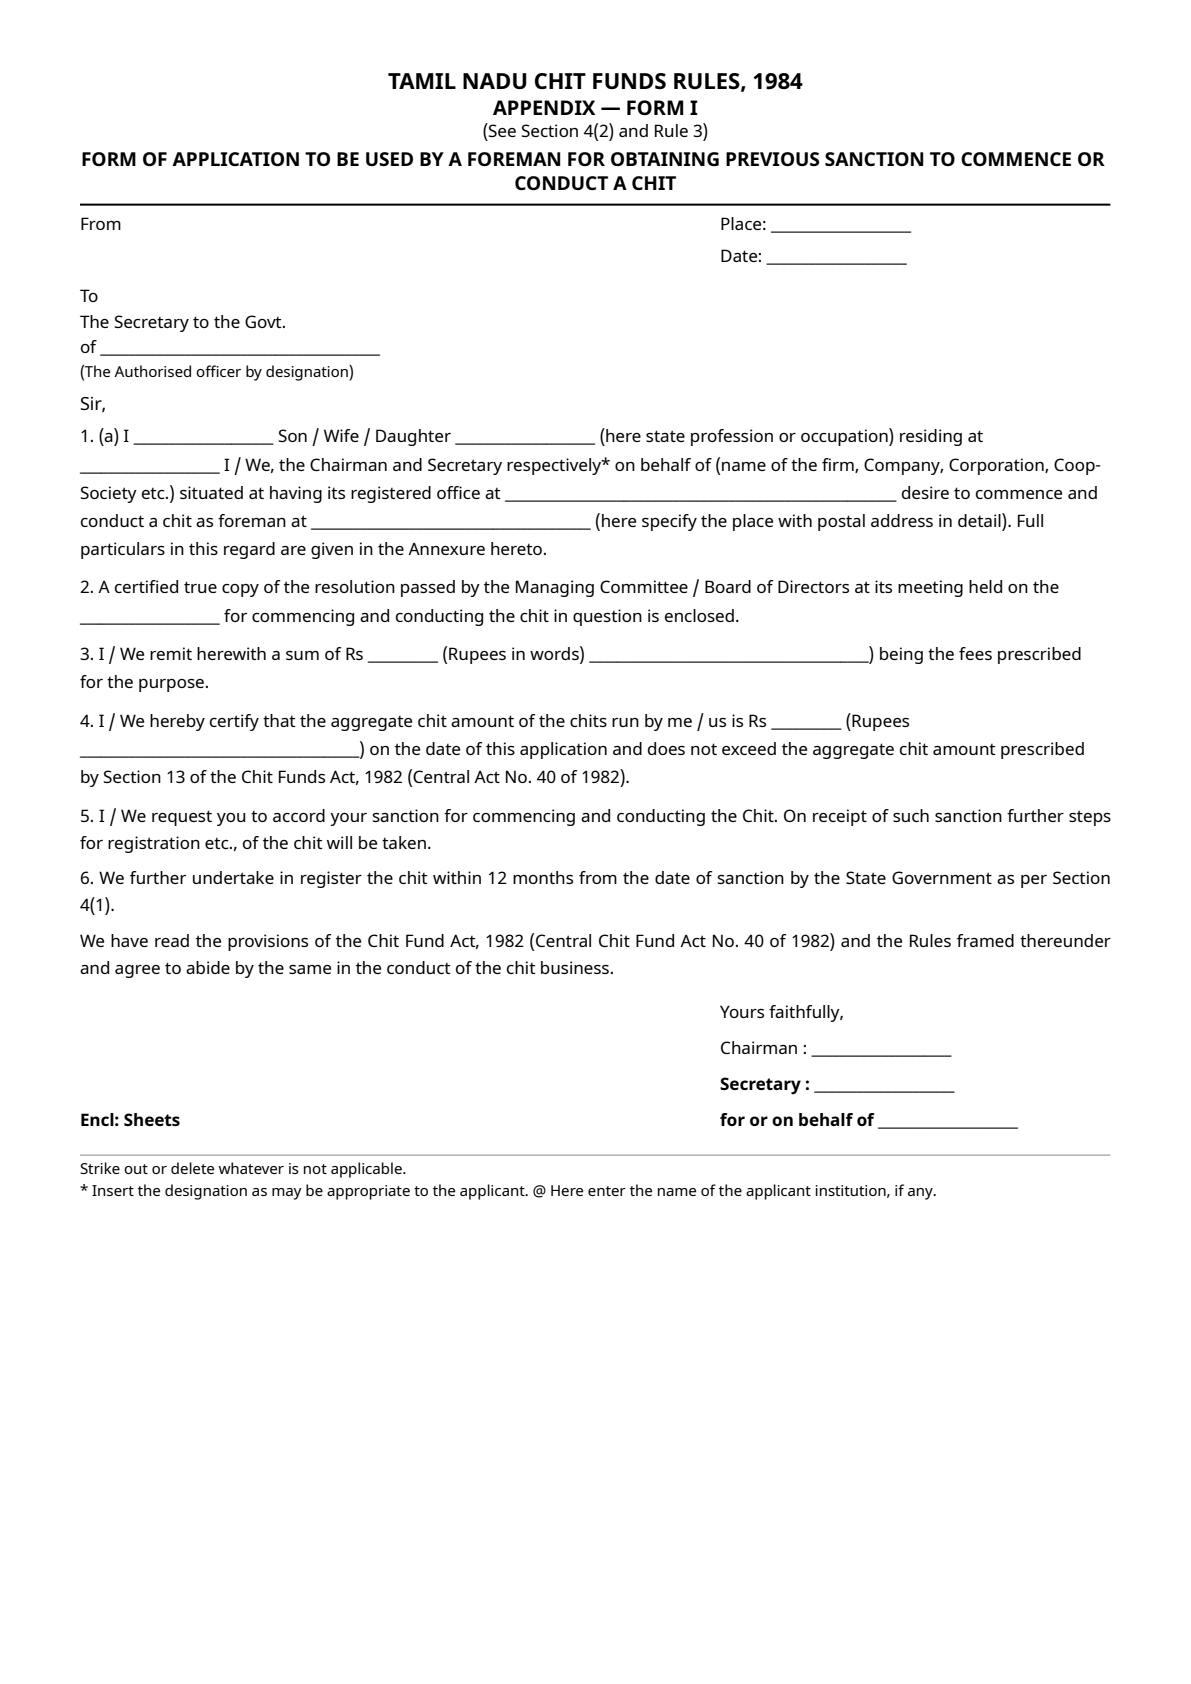 TAMIL NADU CHIT FUNDS RULES, 1984
APPENDIX — FORM I
(See Section 4(2) and Rule 3)
FORM OF APPLICATION TO BE USED BY A FOREMAN FOR OBTAINING PREVIOUS SANCTION TO COMMENCE OR
CONDUCT A CHIT
From
Place: ________________
Date: ________________
To
The Secretary to the Govt.
of ________________________________
(The Authorised officer by designation)
Sir,
1. (a) I ________________ Son / Wife / Daughter ________________ (here state profession or occupation) residing at
________________ I / We, the Chairman and Secretary respectively* on behalf of (name of the firm, Company, Corporation, Coop-
Society etc.) situated at having its registered office at _____________________________________________ desire to commence and
conduct a chit as foreman at ________________________________ (here specify the place with postal address in detail). Full
particulars in this regard are given in the Annexure hereto.
2. A certified true copy of the resolution passed by the Managing Committee / Board of Directors at its meeting held on the
________________ for commencing and conducting the chit in question is enclosed.
3. I / We remit herewith a sum of Rs ________ (Rupees in words) ________________________________) being the fees prescribed
for the purpose.
4. I / We hereby certify that the aggregate chit amount of the chits run by me / us is Rs ________ (Rupees
________________________________) on the date of this application and does not exceed the aggregate chit amount prescribed
by Section 13 of the Chit Funds Act, 1982 (Central Act No. 40 of 1982).
5. I / We request you to accord your sanction for commencing and conducting the Chit. On receipt of such sanction further steps
for registration etc., of the chit will be taken.
6. We further undertake in register the chit within 12 months from the date of sanction by the State Government as per Section
4(1).
We have read the provisions of the Chit Fund Act, 1982 (Central Chit Fund Act No. 40 of 1982) and the Rules framed thereunder
and agree to abide by the same in the conduct of the chit business.
Yours faithfully,
Chairman : ________________
Secretary : ________________
Encl: Sheets
for or on behalf of ________________
Strike out or delete whatever is not applicable.
* Insert the designation as may be appropriate to the applicant. @ Here enter the name of the applicant institution, if any.